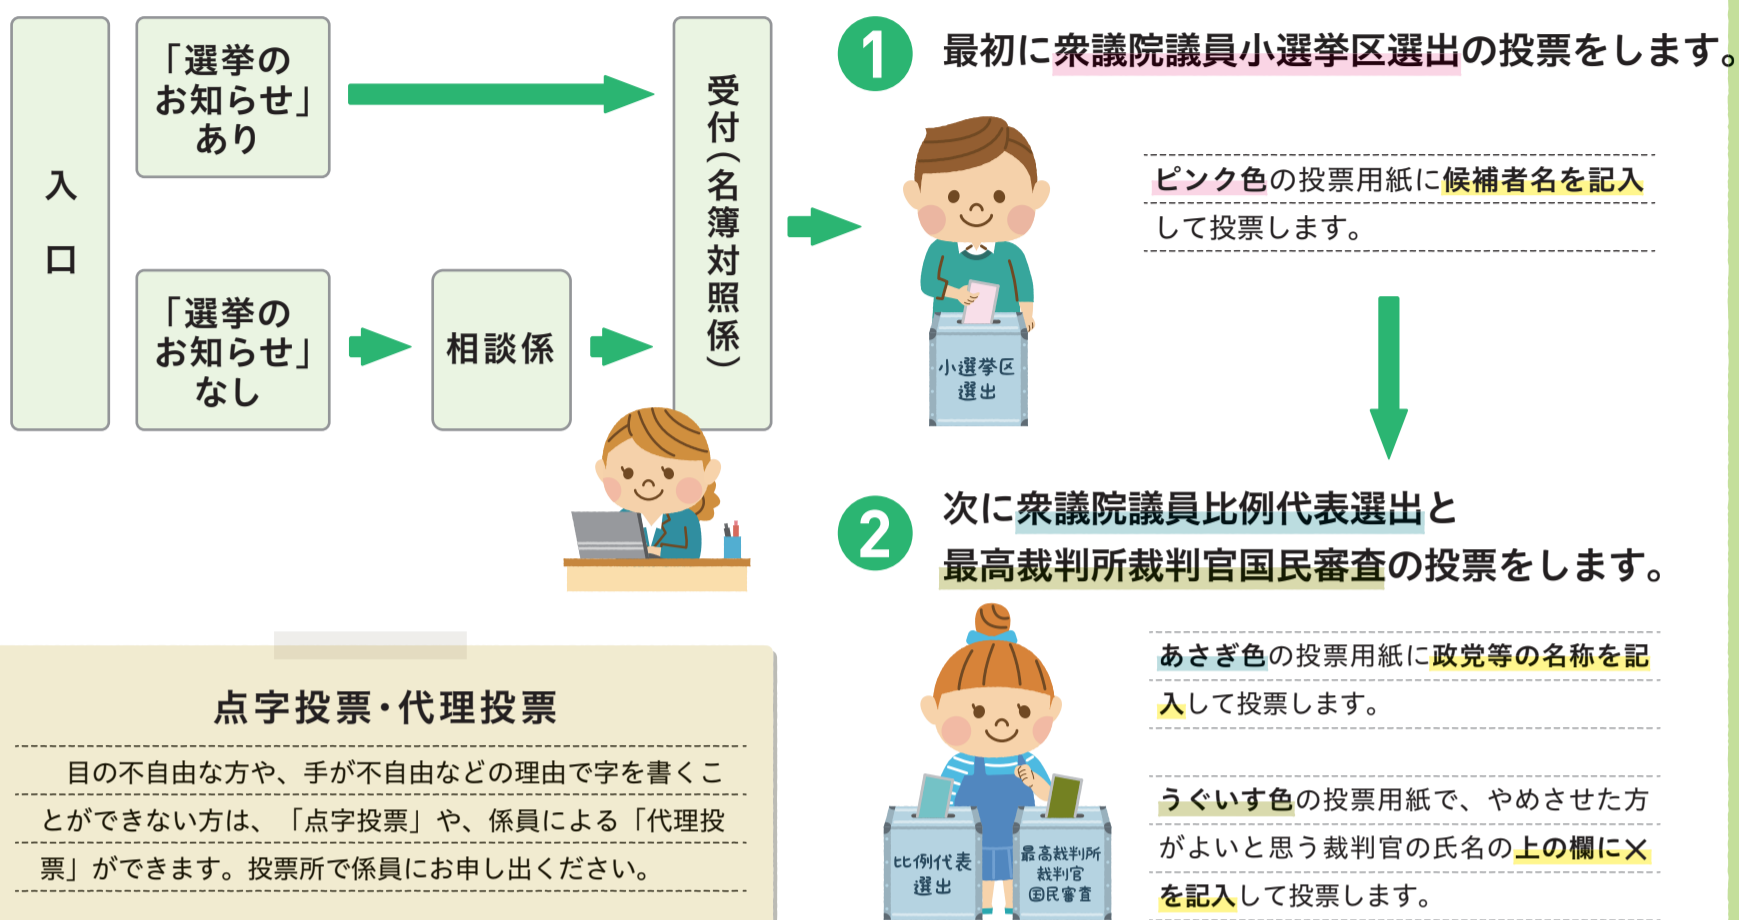 入口
「選挙の
お知らせ」
あり
「選挙の
お知らせ」
なし
相談係
受付（名簿対照係）
1
最初に衆議院議員小選挙区選出の投票をします。
ピンク色の投票用紙に候補者名を記入
して投票します。
小選挙区
選出
2
次に衆議院議員比例代表選出と
最高裁判所裁判官国民審査の投票をします。
あさぎ色の投票用紙に政党等の名称を記
入して投票します。
うぐいす色の投票用紙で、やめさせた方
がよいと思う裁判官の氏名の上の欄に×
を記入して投票します。
比例代表
選出
最高裁判所
裁判官
国民審査
点字投票・代理投票
目の不自由な方や、手が不自由などの理由で字を書くこ
とができない方は、「点字投票」や、係員による「代理投
票」ができます。投票所で係員にお申し出ください。